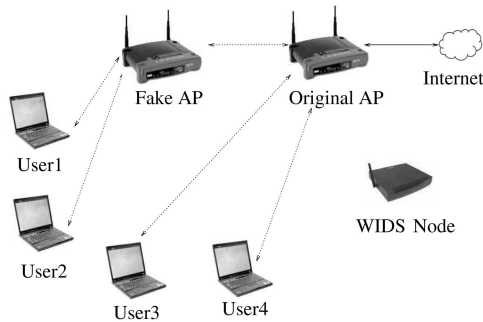 Fake AP
Original AP
Internet
User1
WIDS Node
User2
User3
User4